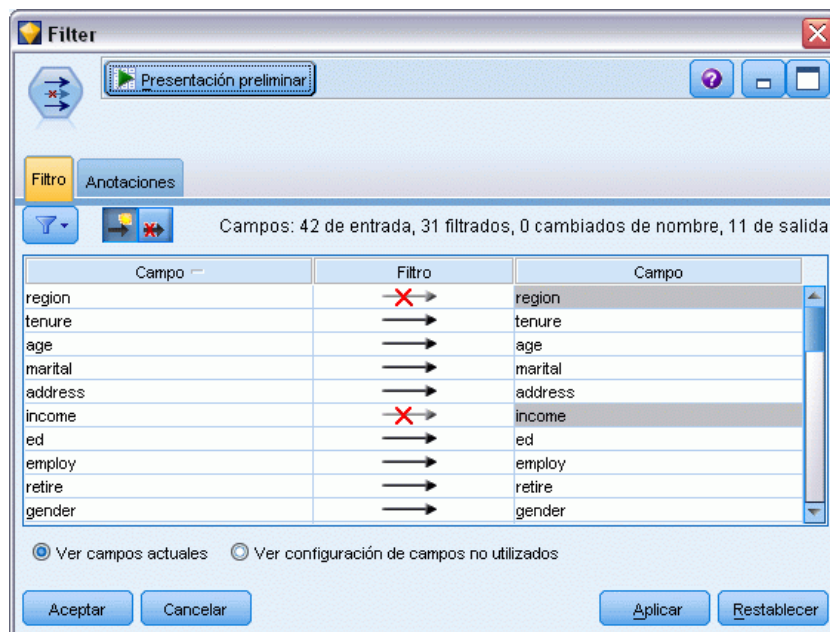 Filter
Presentación preliminar
Filtro Anotaciones
Campos: 42 de entrada, 31 filtrados, 0 cambiados de nombre, 11 de salida
Campo Filtro Campo
region region
tenure tenure
age age
marital marital
address address
income income
ed ed
employ employ
retire retire
gender gender
Ver campos actuales Ver configuración de campos no utilizados
Aceptar Cancelar Aplicar Restablecer